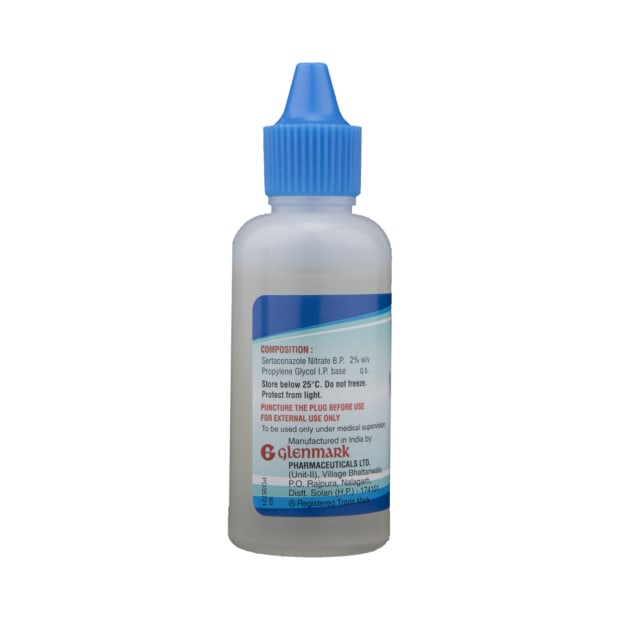 COMPOSITION :
Sertaconazole Nitrate B.P. 2% w/v
Propylene Glycol I.P. base q.s.
Store below 25°C. Do not freeze.
Protect from light.
PUNCTURE THE PLUG BEFORE USE
FOR EXTERNAL USE ONLY
To be used only under medical supervision
Manufactured in India by:
glenmark
PHARMACEUTICALS LTD.
(Unit-II), Village Bhattanwala,
P.O. Rajpura, Nalagarh,
Distt. Solan (H.P.) - 174101
® Registered Trade Mark